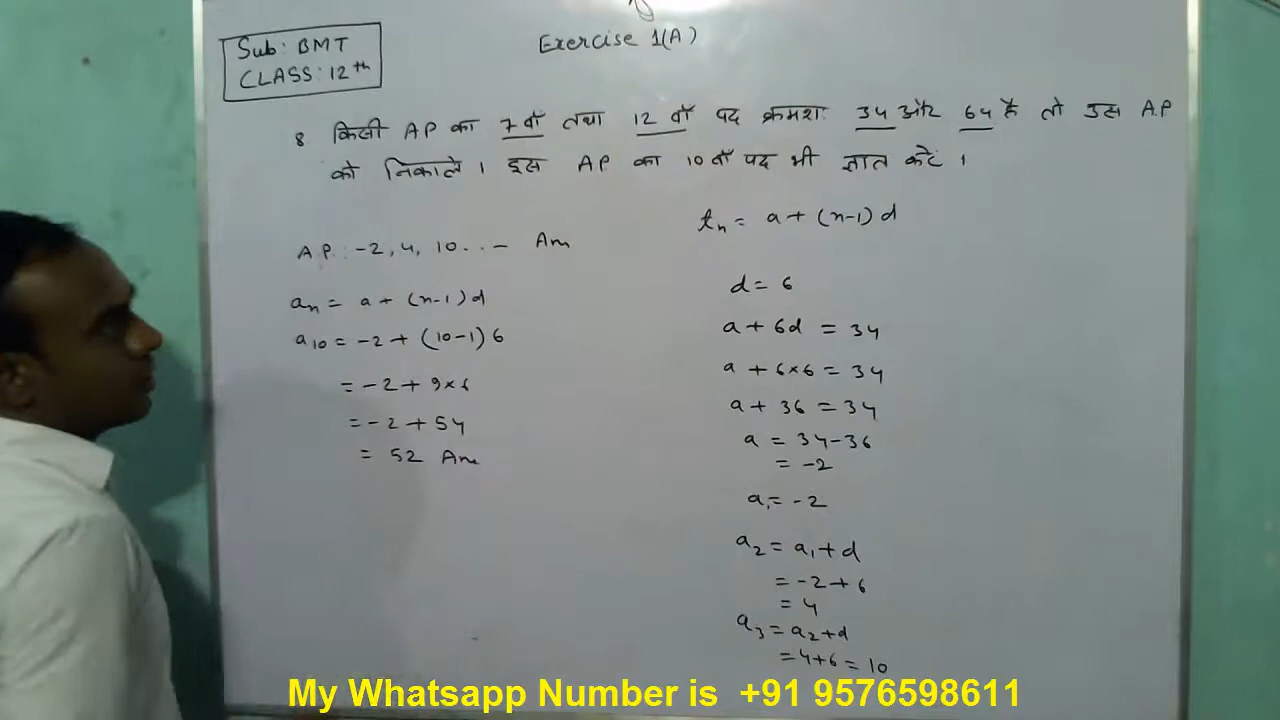 Sub: BMT
CLASS: 12th
Exercise 1(A)
8. किसी AP का 7 वाँ तथा 12 वाँ पद क्रमशः 34 और 64 है तो उस A.P
को निकाले । इस AP का 10 वाँ पद भी ज्ञात करें ।
A P : -2, 4, 10 . . . - Ans
an = a + (n-1) d
a10 = -2 + (10-1) 6
= -2 + 9×6
= -2 + 54
= 52 Ans
tn = a + (n-1) d
d = 6
a + 6d = 34
a + 6×6 = 34
a + 36 = 34
a = 34-36
= -2
a1 = -2
a2 = a1 + d
= -2 + 6
= 4
a3 = a2 + d
= 4+6 = 10
My Whatsapp Number is +91 9576598611